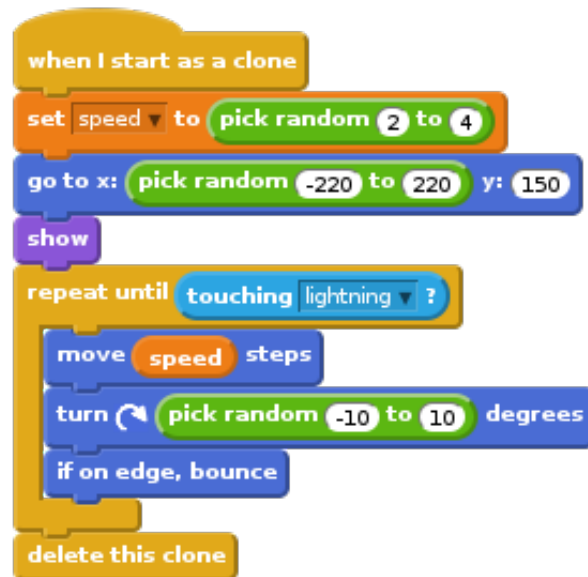 when I start as a clone
set speed to pick random 2 to 4
go to x: pick random -220 to 220 y: 150
show
repeat until touching lightning ?
move speed steps
turn pick random -10 to 10 degrees
if on edge, bounce
delete this clone